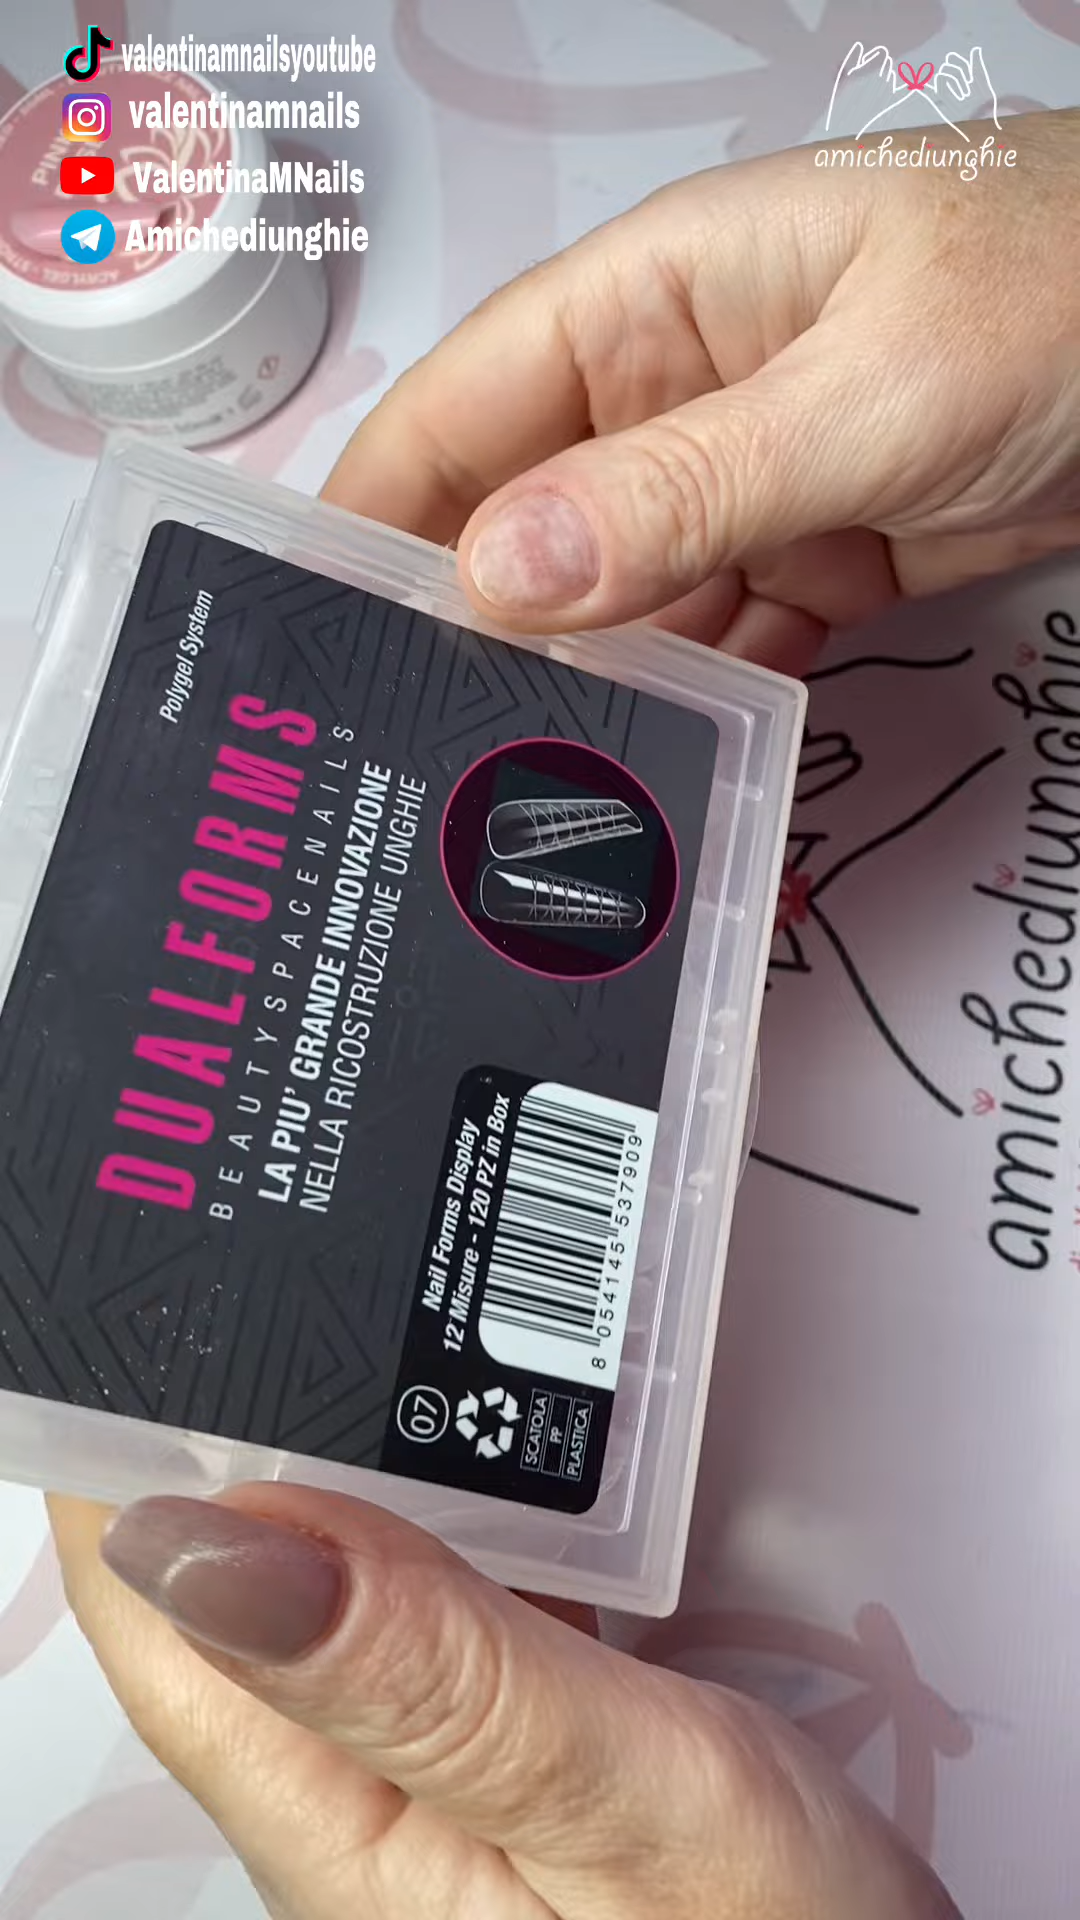 valentinamnailsyoutube
valentinamnails
ValentinaMNails
Amichediunghie
amichediunghie
PINK
Polygel System
DUALFORMS
BEAUTYSPACENAILS
LA PIU' GRANDE INNOVAZIONE
NELLA RICOSTRUZIONE UNGHIE
Nail Forms Display
12 Misure - 120 PZ in Box
8 054145 537909
07
SCATOLA
PP
PLASTICA
amichediunghie